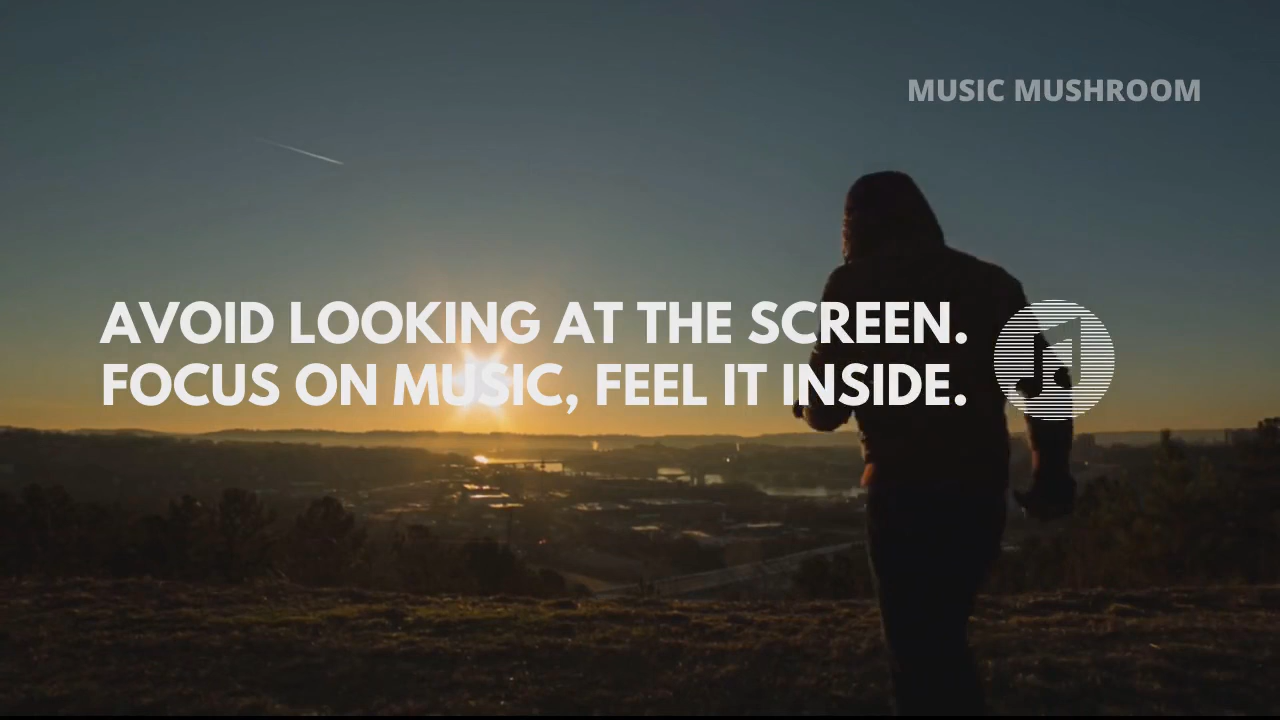 MUSIC MUSHROOM
AVOID LOOKING AT THE SCREEN.
FOCUS ON MUSIC, FEEL IT INSIDE.